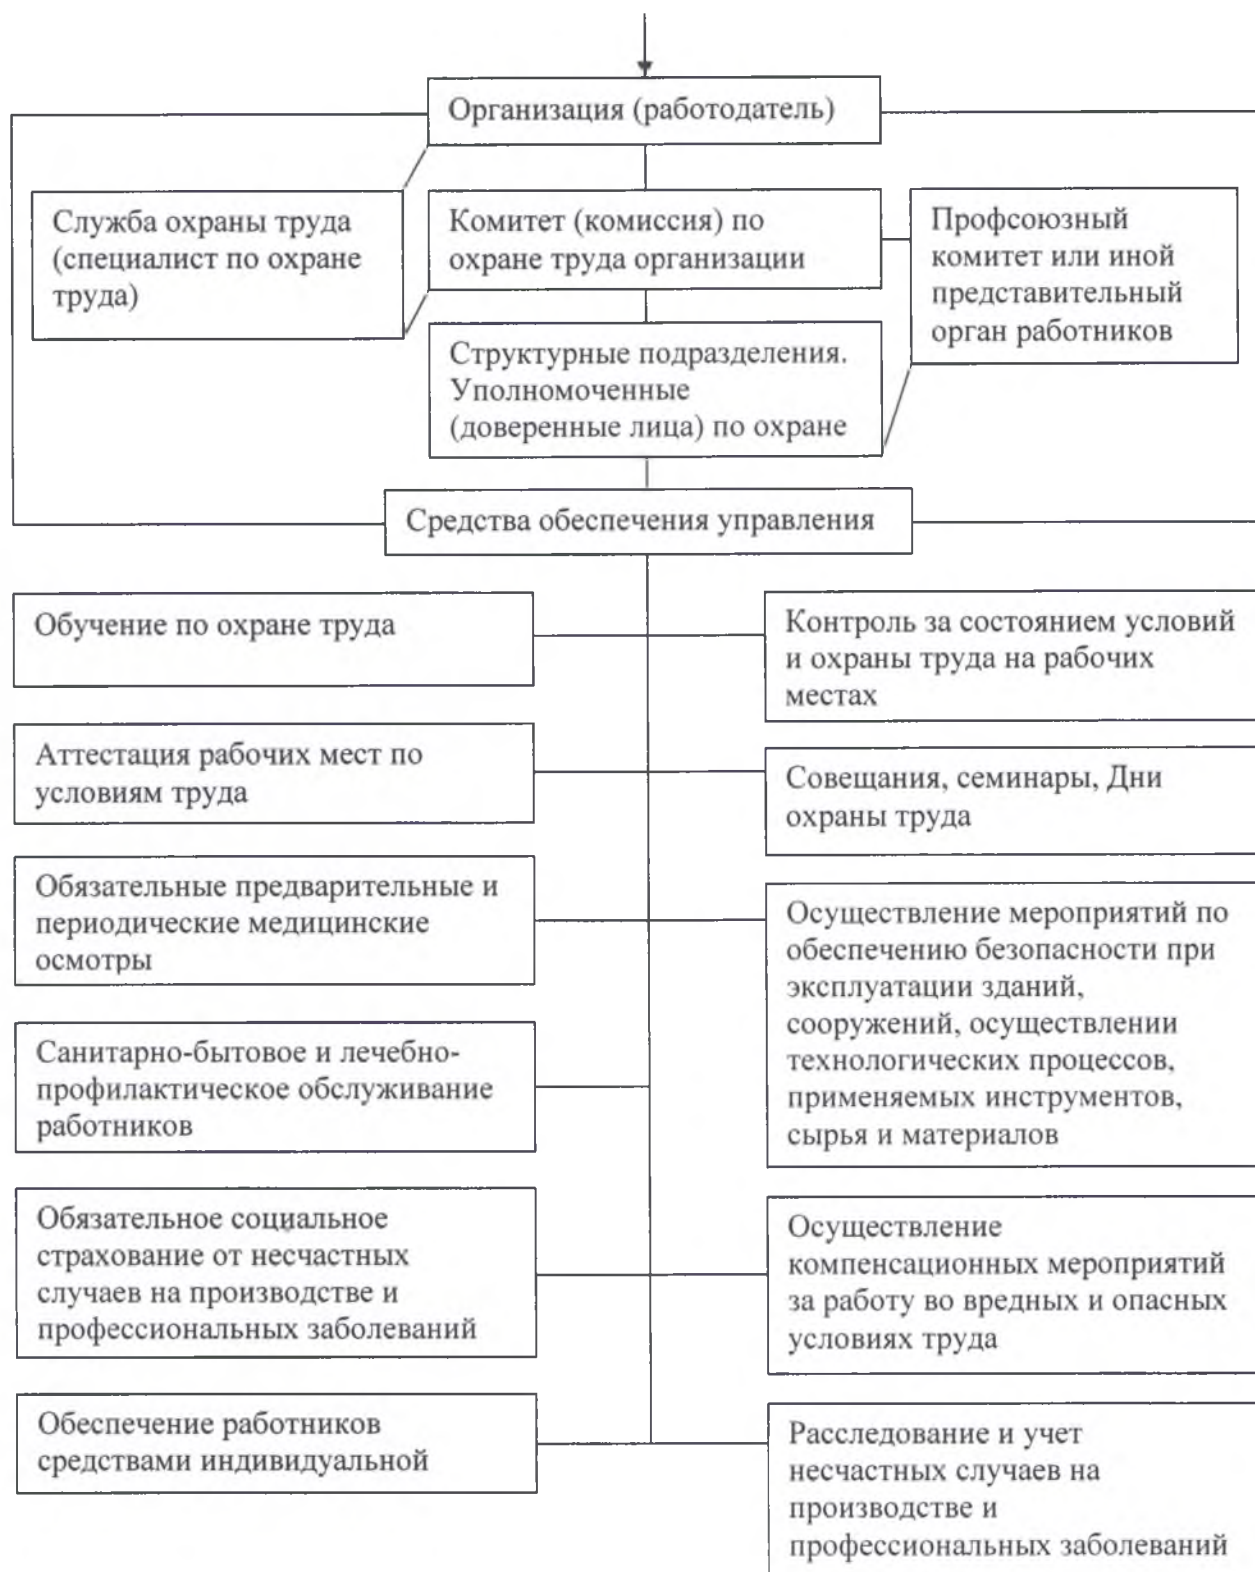 Организация (работодатель)
Служба охраны труда
(специалист по охране
труда)
Комитет (комиссия) по
охране труда организации
Профсоюзный
комитет или иной
представительный
орган работников
Структурные подразделения.
Уполномоченные
(доверенные лица) по охране
Средства обеспечения управления
Обучение по охране труда
Контроль за состоянием условий
и охраны труда на рабочих
местах
Аттестация рабочих мест по
условиям труда
Совещания, семинары, Дни
охраны труда
Обязательные предварительные и
периодические медицинские
осмотры
Осуществление мероприятий по
обеспечению безопасности при
эксплуатации зданий,
сооружений, осуществлении
технологических процессов,
применяемых инструментов,
сырья и материалов
Санитарно-бытовое и лечебно-
профилактическое обслуживание
работников
Обязательное социальное
страхование от несчастных
случаев на производстве и
профессиональных заболеваний
Осуществление
компенсационных мероприятий
за работу во вредных и опасных
условиях труда
Обеспечение работников
средствами индивидуальной
Расследование и учет
несчастных случаев на
производстве и
профессиональных заболеваний